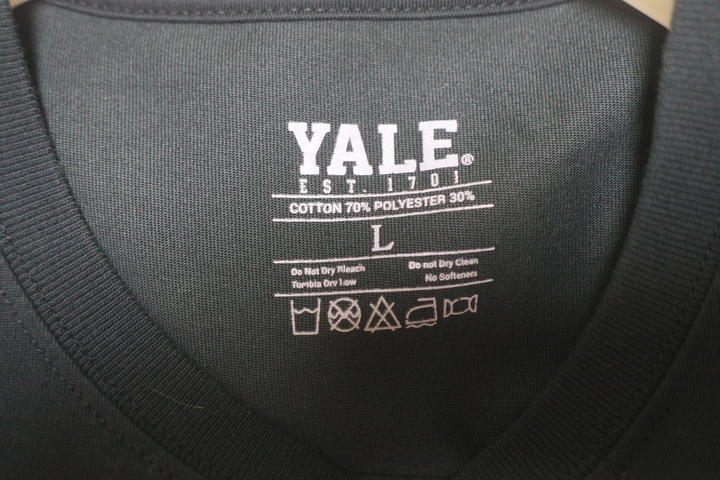 YALE®
EST. 1701
COTTON 70% POLYESTER 30%
L
Do Not Dry Bleach Do not Dry Clean
Tumbla Dry Low No Softeners